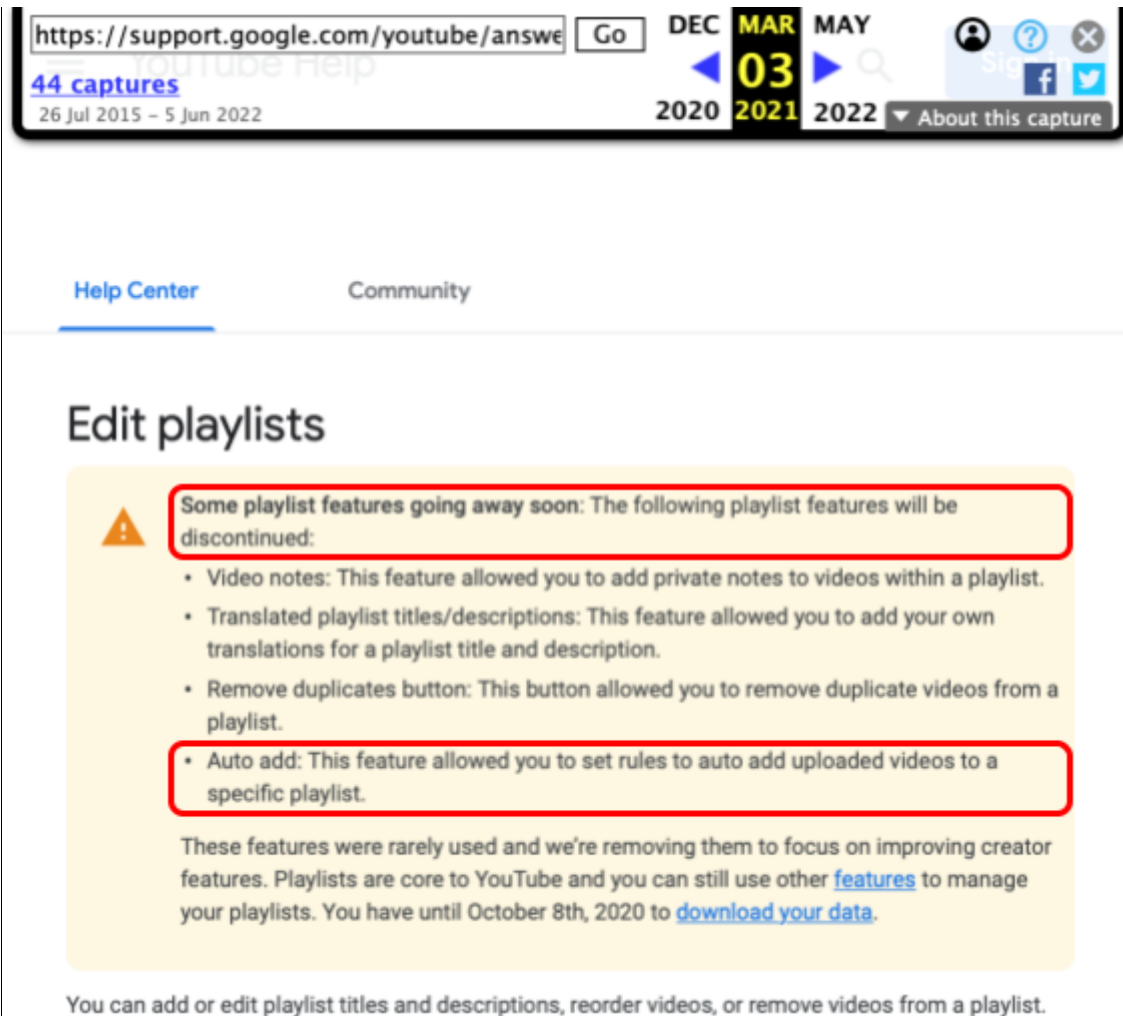 https://support.google.com/youtube/answe Go DEC MAR MAY
YouTube Help Sign in
44 captures 03
26 Jul 2015 – 5 Jun 2022 2020 2021 2022 ▼ About this capture
Help Center Community
Edit playlists
Some playlist features going away soon: The following playlist features will be
discontinued:
• Video notes: This feature allowed you to add private notes to videos within a playlist.
• Translated playlist titles/descriptions: This feature allowed you to add your own
translations for a playlist title and description.
• Remove duplicates button: This button allowed you to remove duplicate videos from a
playlist.
• Auto add: This feature allowed you to set rules to auto add uploaded videos to a
specific playlist.
These features were rarely used and we're removing them to focus on improving creator
features. Playlists are core to YouTube and you can still use other features to manage
your playlists. You have until October 8th, 2020 to download your data.
You can add or edit playlist titles and descriptions, reorder videos, or remove videos from a playlist.